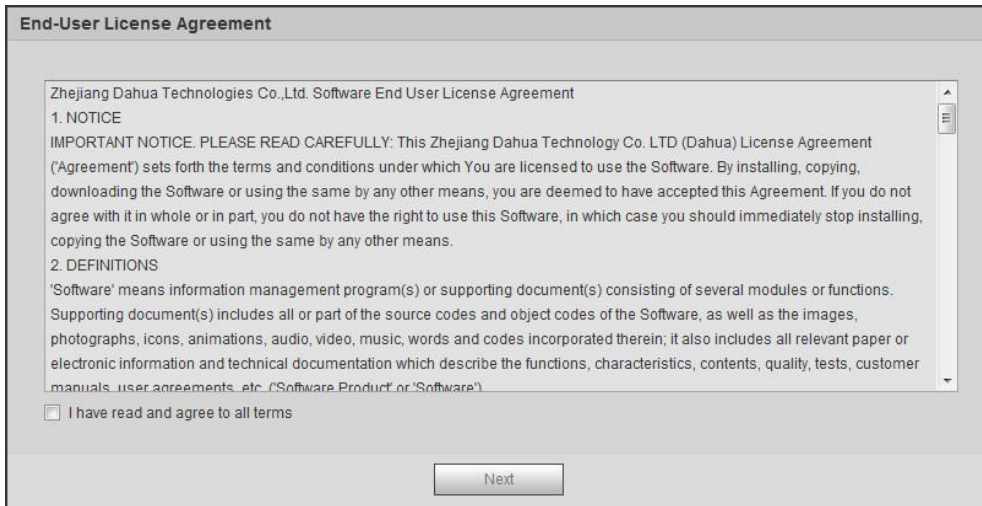 End-User License Agreement
Zhejiang Dahua Technologies Co.,Ltd. Software End User License Agreement
1. NOTICE
IMPORTANT NOTICE. PLEASE READ CAREFULLY: This Zhejiang Dahua Technology Co. LTD (Dahua) License Agreement
('Agreement') sets forth the terms and conditions under which You are licensed to use the Software. By installing, copying,
downloading the Software or using the same by any other means, you are deemed to have accepted this Agreement. If you do not
agree with it in whole or in part, you do not have the right to use this Software, in which case you should immediately stop installing,
copying the Software or using the same by any other means.
2. DEFINITIONS
'Software' means information management program(s) or supporting document(s) consisting of several modules or functions.
Supporting document(s) includes all or part of the source codes and object codes of the Software, as well as the images,
photographs, icons, animations, audio, video, music, words and codes incorporated therein; it also includes all relevant paper or
electronic information and technical documentation which describe the functions, characteristics, contents, quality, tests, customer
manuals, user agreements, etc. ('Software Product' or 'Software')
I have read and agree to all terms
Next